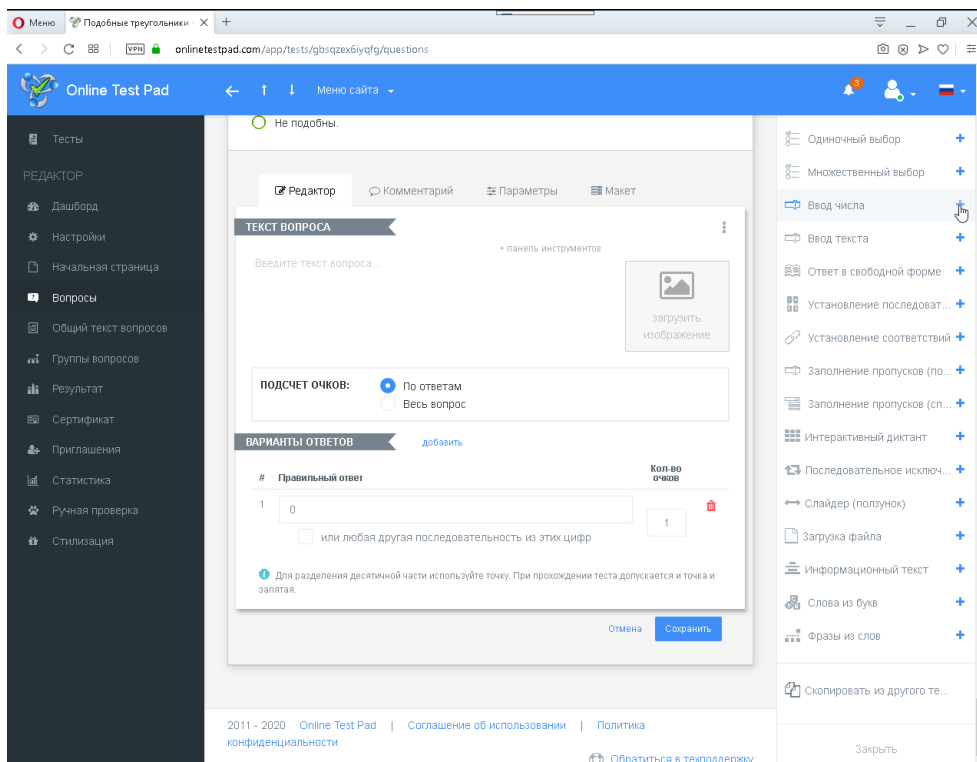 Меню
Подобные треугольники -
VPN
onlinetestpad.com/app/tests/gbsqzex6iyqfg/questions
Online Test Pad
Меню сайта
3
Тесты
РЕДАКТОР
Дашборд
Настройки
Начальная страница
Вопросы
Общий текст вопросов
Группы вопросов
Результат
Сертификат
Приглашения
Статистика
Ручная проверка
Стилизация
Не подобны.
Редактор
Комментарий
Параметры
Макет
ТЕКСТ ВОПРОСА
+ панель инструментов
Введите текст вопроса...
загрузить
изображение
ПОДСЧЕТ ОЧКОВ:
По ответам
Весь вопрос
ВАРИАНТЫ ОТВЕТОВ
добавить
# Правильный ответ
Кол-во
очков
1
0
1
или любая другая последовательность из этих цифр
Для разделения десятичной части используйте точку. При прохождении теста допускается и точка и
запятая.
Отмена
Сохранить
2011 - 2020 Online Test Pad | Соглашение об использовании | Политика
конфиденциальности
Обратиться в техподдержку
Одиночный выбор
Множественный выбор
Ввод числа
Ввод текста
Ответ в свободной форме
Установление последоват...
Установление соответствий
Заполнение пропусков (по...
Заполнение пропусков (сп...
Интерактивный диктант
Последовательное исключ...
Слайдер (ползунок)
Загрузка файла
Информационный текст
Слова из букв
Фразы из слов
Скопировать из другого те...
Закрыть